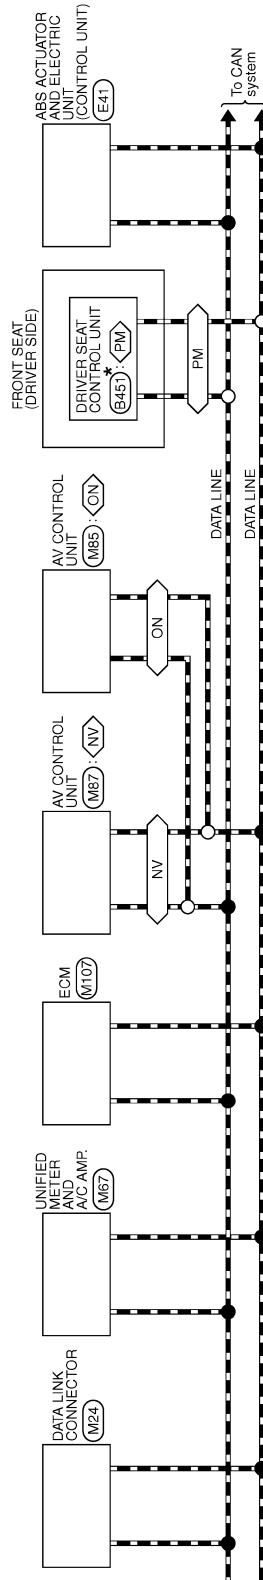 DATA LINK
CONNECTOR
M24
UNIFIED
METER
AND
A/C AMP.
M67
ECM
M107
AV CONTROL
UNIT
M87 : NV
NV
AV CONTROL
UNIT
M85 : ON
ON
FRONT SEAT
(DRIVER SIDE)
DRIVER SEAT
CONTROL UNIT
* B451 : PM
PM
DATA LINE
DATA LINE
ABS ACTUATOR
AND ELECTRIC
UNIT
(CONTROL UNIT)
E41
To CAN
system